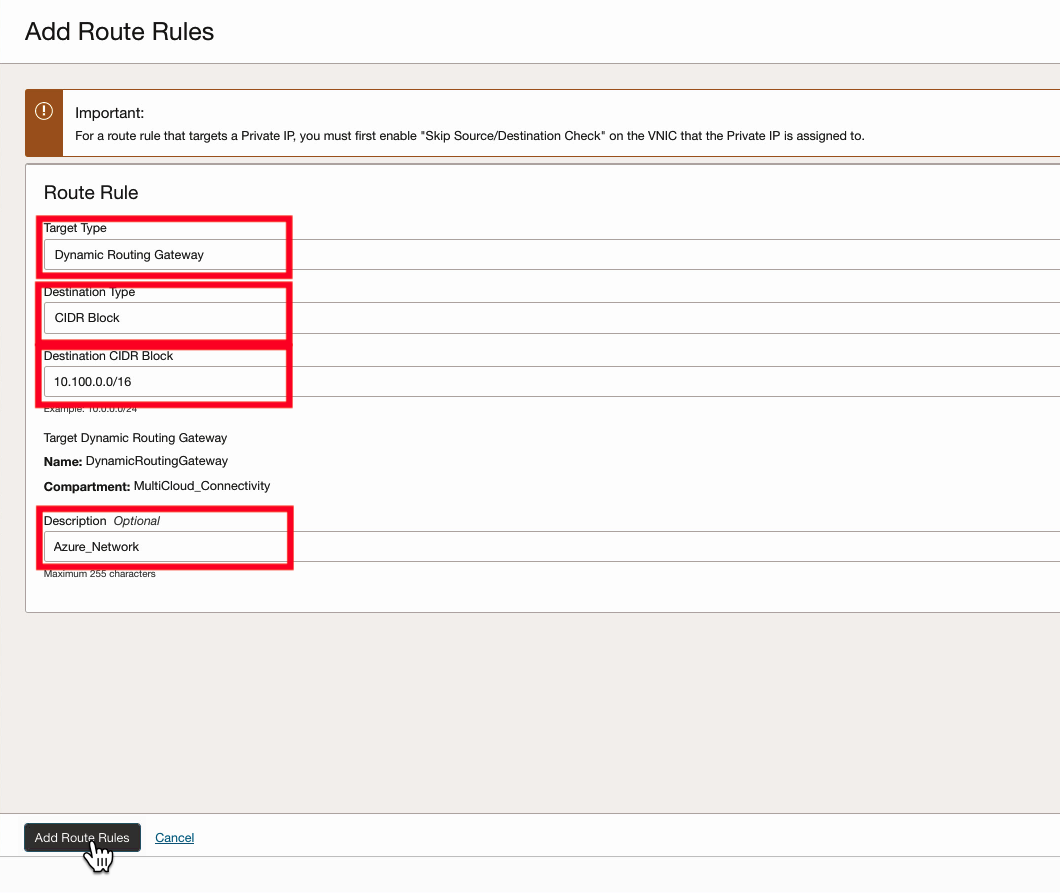 Add Route Rules
Important:
For a route rule that targets a Private IP, you must first enable "Skip Source/Destination Check" on the VNIC that the Private IP is assigned to.
Route Rule
Target Type
Dynamic Routing Gateway
Destination Type
CIDR Block
Destination CIDR Block
10.100.0.0/16
Example: 10.0.0.0/24
Target Dynamic Routing Gateway
Name: DynamicRoutingGateway
Compartment: MultiCloud_Connectivity
Description Optional
Azure_Network
Maximum 255 characters
Add Route Rules Cancel